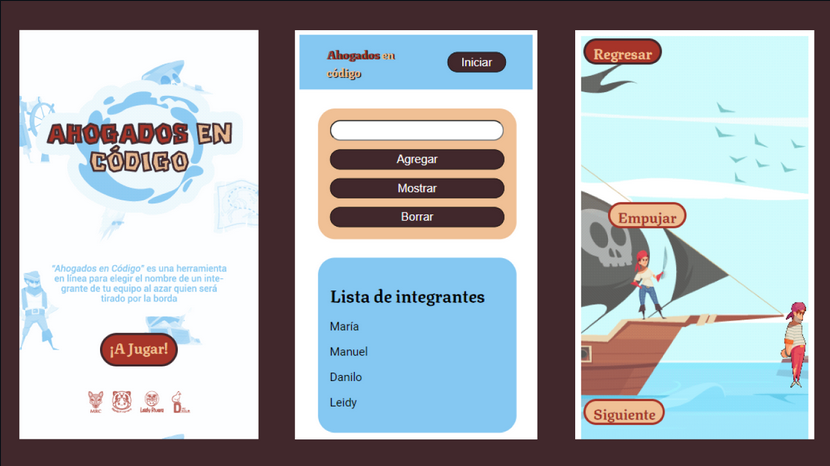 AHOGADOS EN
CÓDIGO
"Ahogados en Código" es una herramienta
en línea para elegir el nombre de un inte-
grante de tu equipo al azar quien será
tirado por la borda
¡A Jugar!
Leidy Rivera
Ahogados en
código
Iniciar
Agregar
Mostrar
Borrar
Lista de integrantes
María
Manuel
Danilo
Leidy
Regresar
Empujar
Siguiente